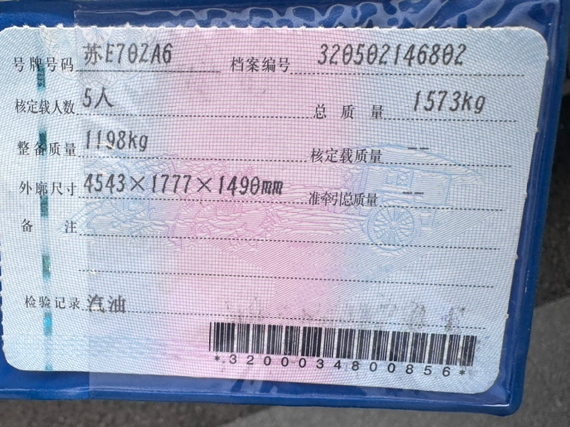 号牌号码 苏E702A6 档案编号 320502146802
核定载人数 5人 总质量 1573kg
整备质量 1198kg 核定载质量 --
外廓尺寸 4543×1777×1490mm 准牵引总质量 --
备注
检验记录 汽油
*3200034800856*